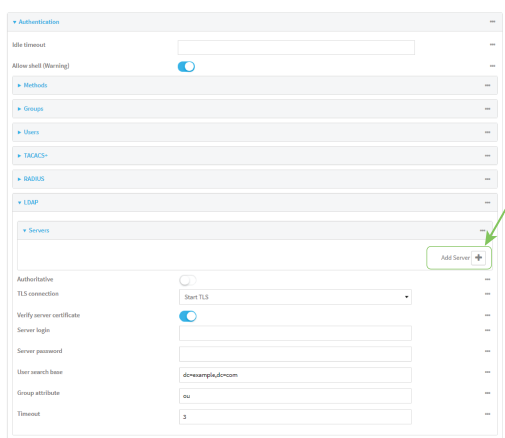 Authentication
Idle timeout
Allow shell (Warning)
Methods
Groups
Users
TACACS+
RADIUS
LDAP
Servers
Add Server
Authoritative
TLS connection Start TLS
Verify server certificate
Server login
Server password
User search base dc=example,dc=com
Group attribute ou
Timeout 3